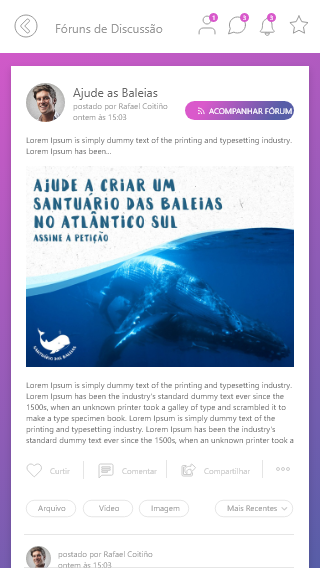 Fóruns de Discussão
1
3
3
Ajude as Baleias
postado por Rafael Coitiño
ontem às 15:03
ACOMPANHAR FÓRUM
Lorem Ipsum is simply dummy text of the printing and typesetting industry.
Lorem Ipsum has been...
AJUDE A CRIAR UM
SANTUÁRIO DAS BALEIAS
NO ATLÂNTICO SUL
ASSINE A PETIÇÃO
SANTUÁRIO DAS BALEIAS
Lorem Ipsum is simply dummy text of the printing and typesetting industry.
Lorem Ipsum has been the industry's standard dummy text ever since the
1500s, when an unknown printer took a galley of type and scrambled it to
make a type specimen book. Lorem Ipsum is simply dummy text of the
printing and typesetting industry. Lorem Ipsum has been the industry's
standard dummy text ever since the 1500s, when an unknown printer took a
Curtir
Comentar
Compartilhar
Arquivo
Vídeo
Imagem
Mais Recentes
postado por Rafael Coitiño
ontem às 15:03